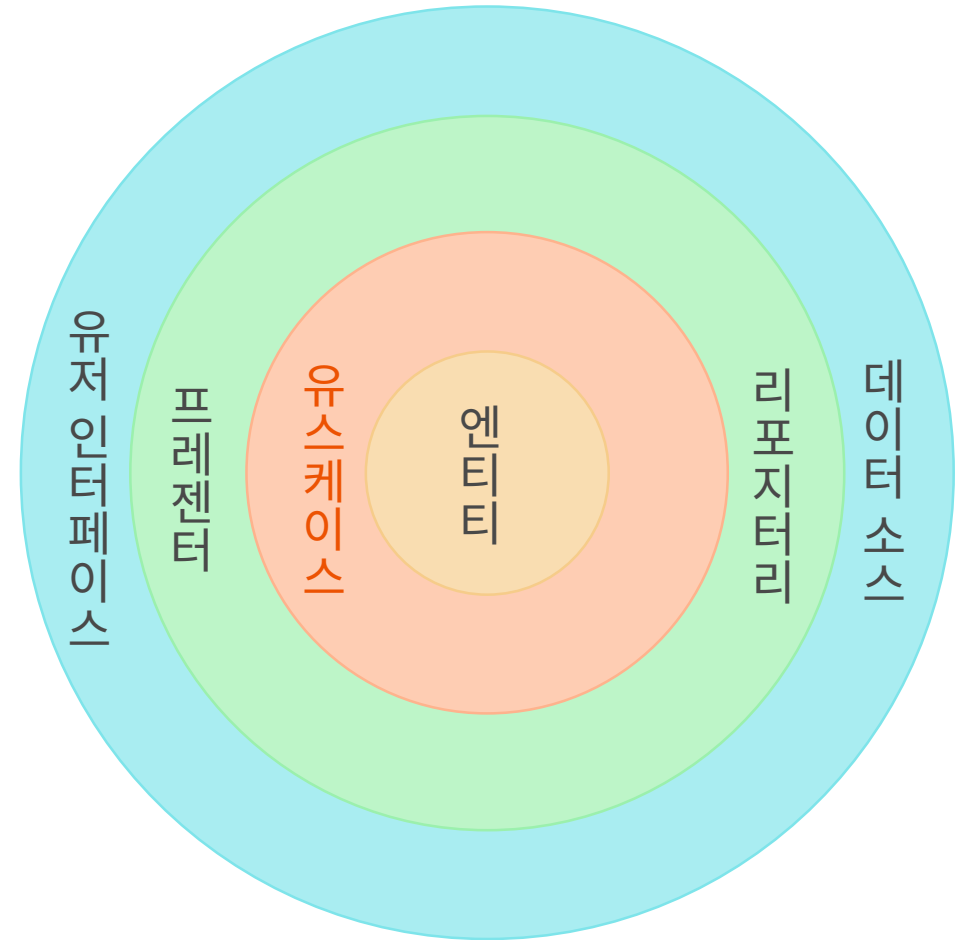 유저 인터페이스
프레젠터
유스케이스
엔티티
리포지터리
데이터 소스